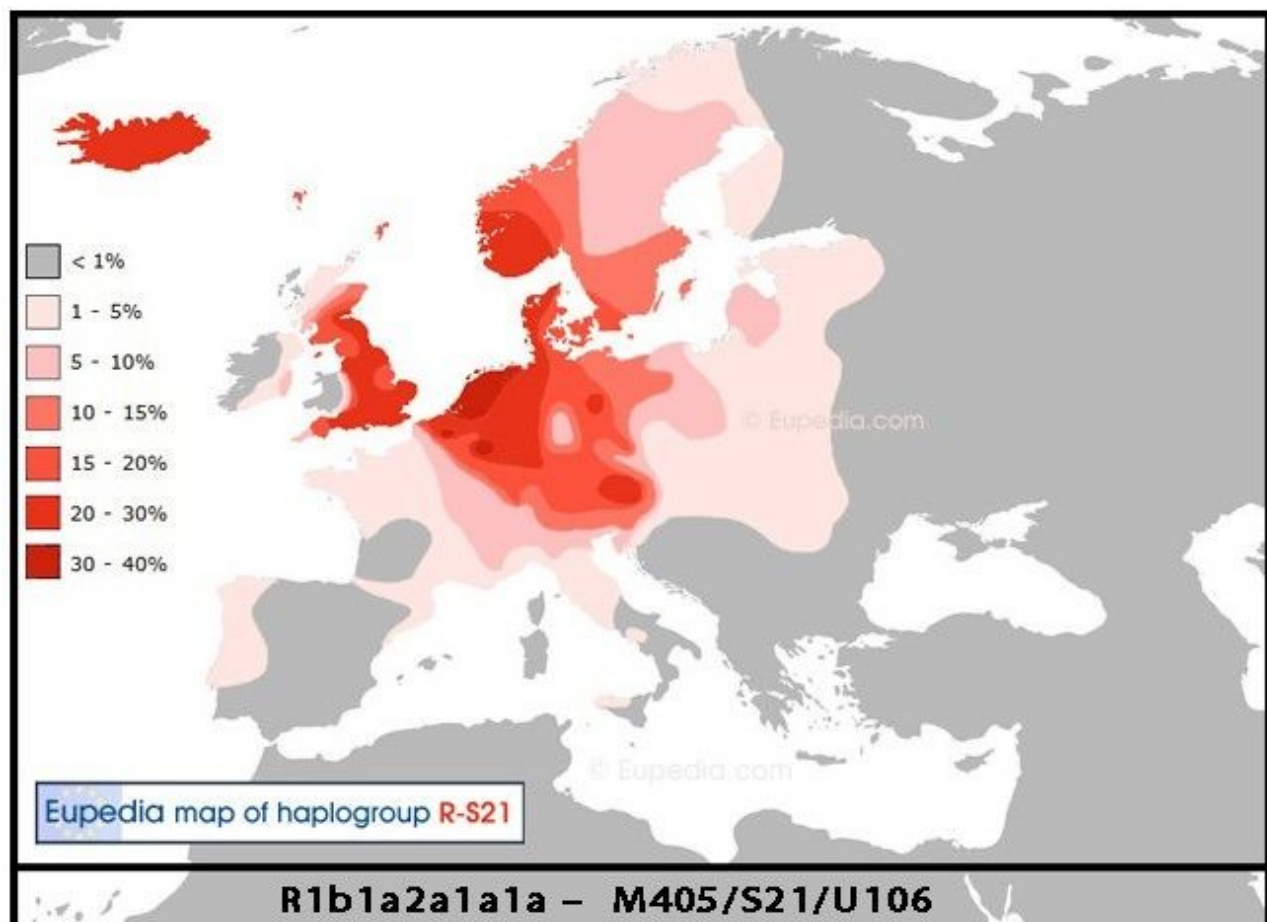 < 1%
1 - 5%
5 - 10%
10 - 15%
15 - 20%
20 - 30%
30 - 40%
© Eupedia.com
© Eupedia.com
Eupedia map of haplogroup R-S21
R1b1a2a1a1a - M405/S21/U106